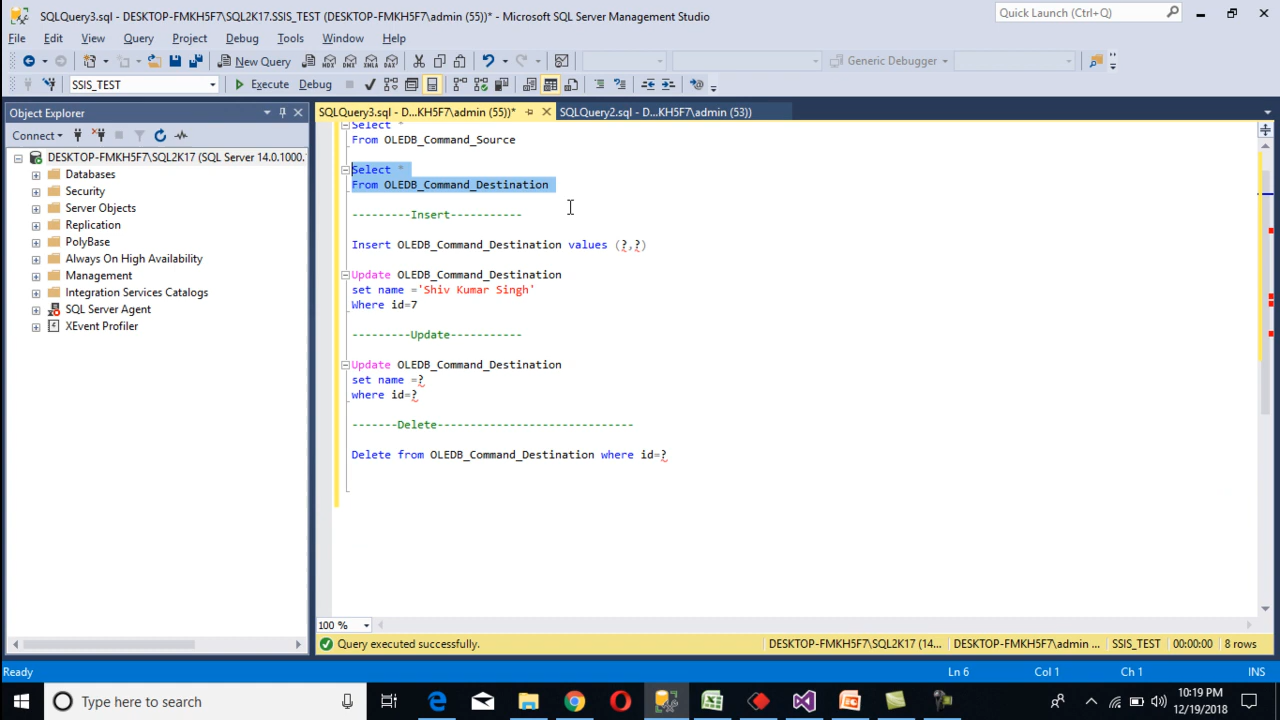 SQLQuery3.sql - DESKTOP-FMKH5F7\SQL2K17.SSIS_TEST (DESKTOP-FMKH5F7\admin (55))* - Microsoft SQL Server Management Studio
Quick Launch (Ctrl+Q)
File Edit View Query Project Debug Tools Window Help
New Query
Generic Debugger
SSIS_TEST
Execute Debug
Object Explorer
SQLQuery3.sql - D...KH5F7\admin (55))*
SQLQuery2.sql - D...KH5F7\admin (53))
Connect
DESKTOP-FMKH5F7\SQL2K17 (SQL Server 14.0.1000.
Databases
Security
Server Objects
Replication
PolyBase
Always On High Availability
Management
Integration Services Catalogs
SQL Server Agent
XEvent Profiler
Select *
From OLEDB_Command_Source
Select *
From OLEDB_Command_Destination
---------Insert-----------
Insert OLEDB_Command_Destination values (?,?)
Update OLEDB_Command_Destination
set name ='Shiv Kumar Singh'
Where id=7
---------Update-----------
Update OLEDB_Command_Destination
set name =?
where id=?
-------Delete-----------------------------
Delete from OLEDB_Command_Destination where id=?
100 %
Query executed successfully.
DESKTOP-FMKH5F7\SQL2K17 (14...
DESKTOP-FMKH5F7\admin ...
SSIS_TEST
00:00:00
8 rows
Ready
Ln 6
Col 1
Ch 1
INS
Type here to search
10:19 PM
12/19/2018